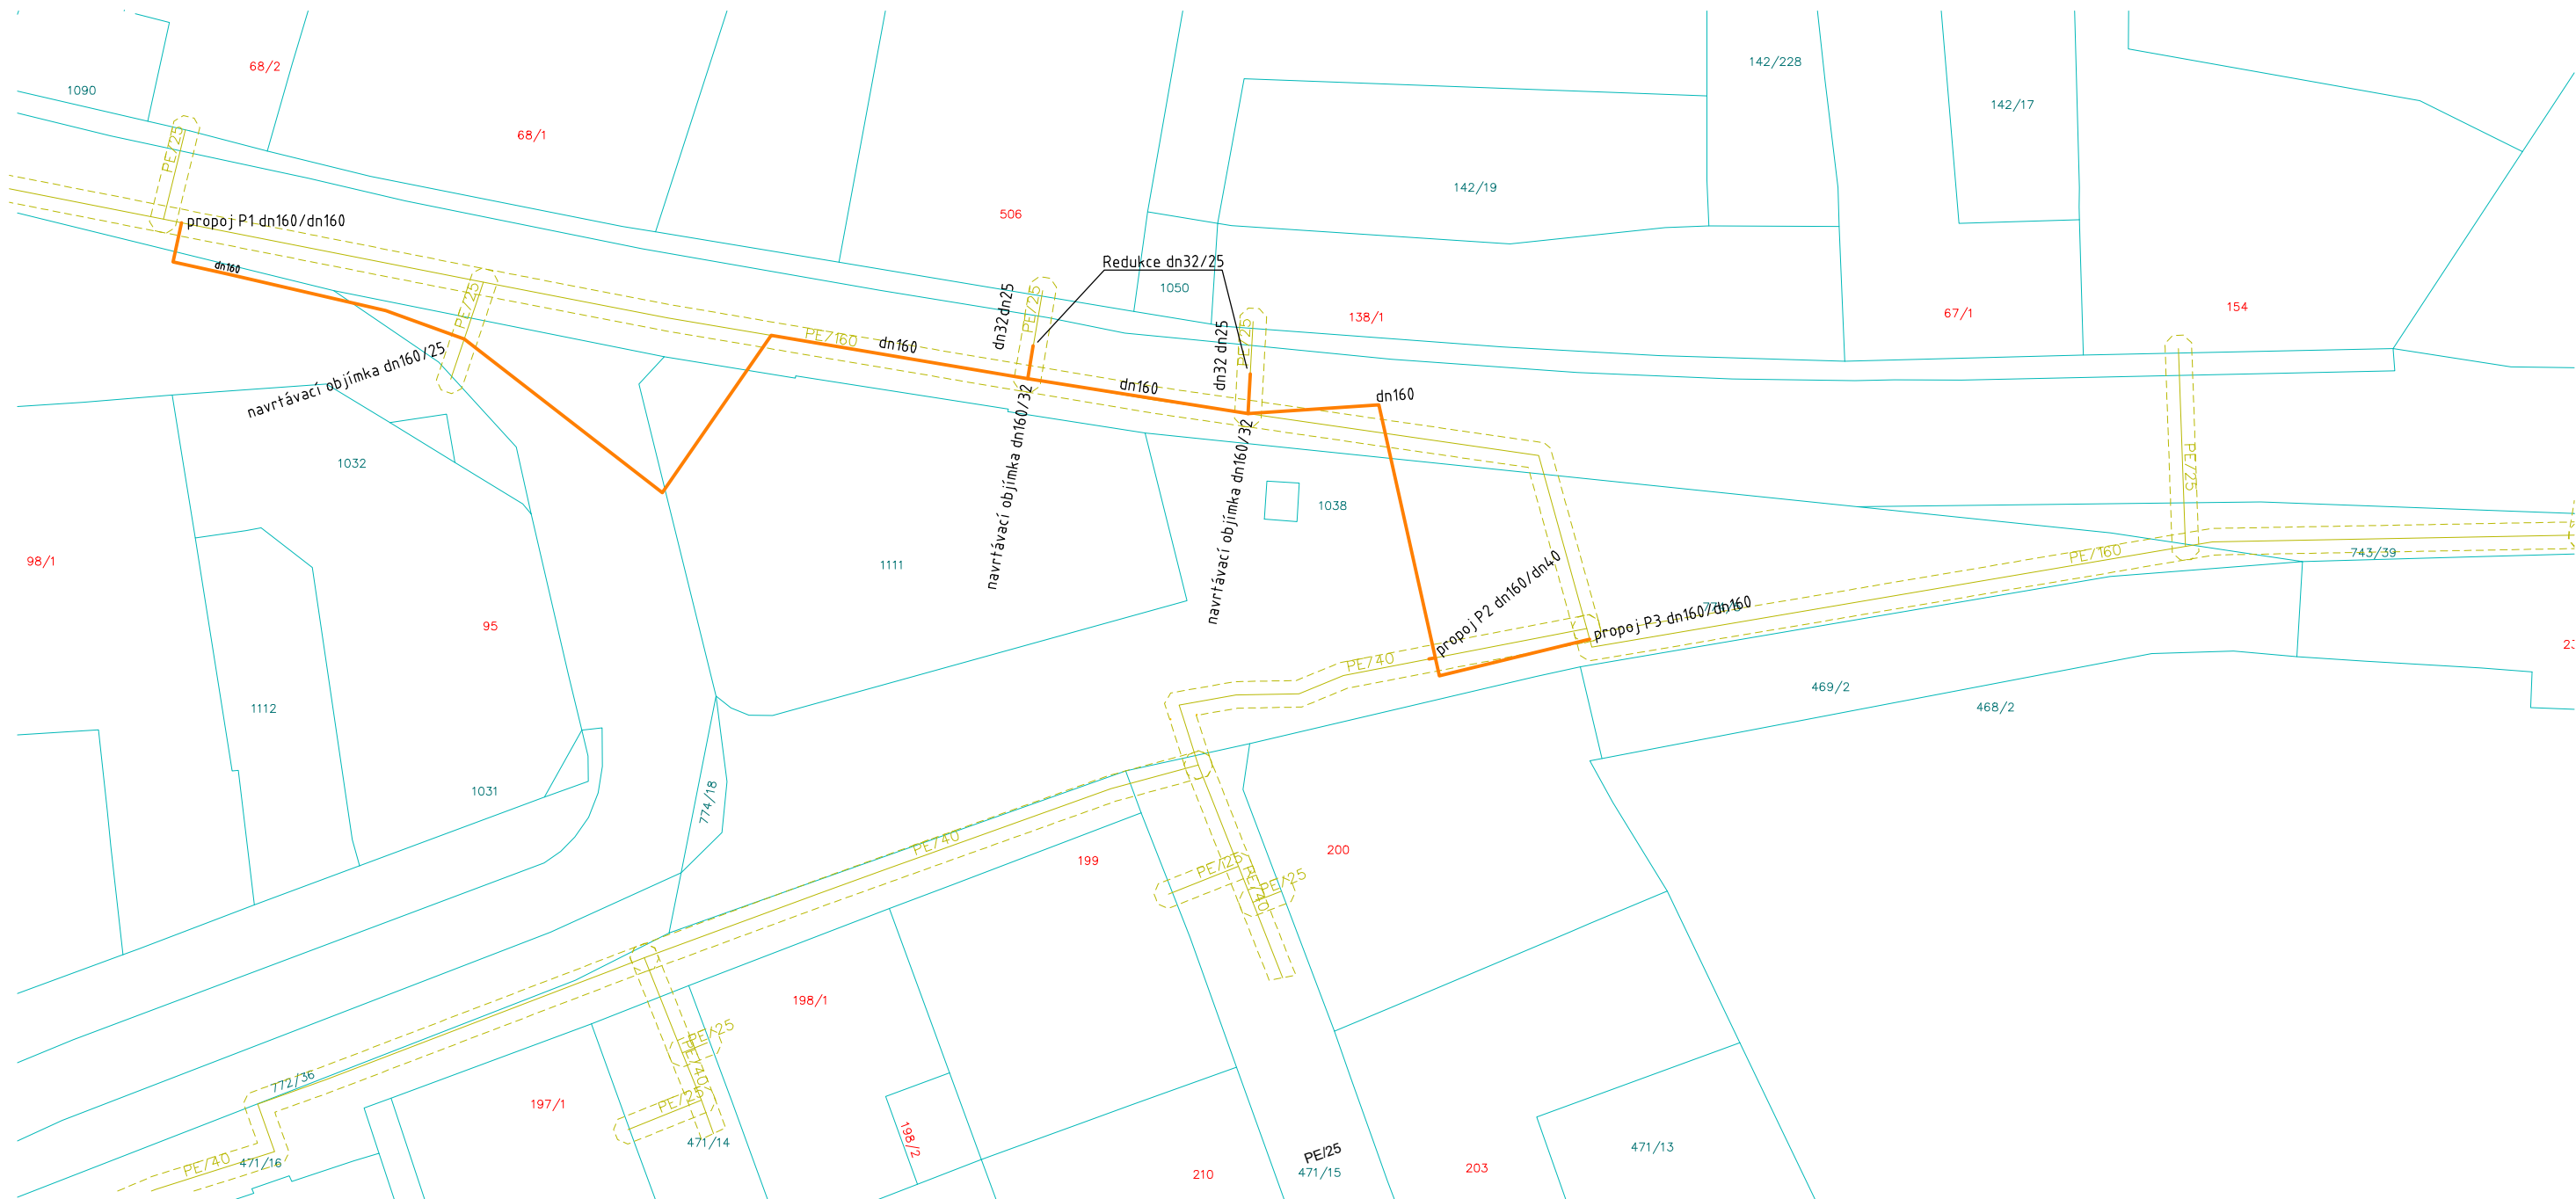 68/2
142/228
1090
142/17
68/1
PE/25
142/19
506
propoj P1 dn160/dn160
Redukce dn32/25
dn160
1050
PE/25
dn32dn25
PE/25
138/1
67/1
154
PE/160
dn160
dn32 dn25
PE/25
navrtávací objímka dn160/25
dn160
dn160
navrtávací objímka dn160/32
navrtávací objímka dn160/32
1032
PE/25
1038
98/1
1111
PE/160
743/39
propoj P2 dn160/dn40
propoj P3 dn160/dn160
95
PE/40
469/2
1112
468/2
1031
774/18
PE/40
199
200
PE/25
PE/25
PE/40
198/1
PE/25
PE/40
772/36
197/1
PE/25
198/2
471/14
PE/40
471/16
PE/25
471/15
210
203
471/13